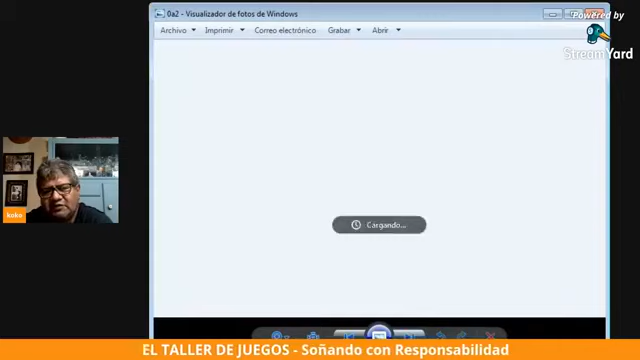 0a2 - Visualizador de fotos de Windows
Powered by
Archivo Imprimir Correo electrónico Grabar Abrir
StreamYard
Cargando...
koko
EL TALLER DE JUEGOS - Soñando con Responsabilidad